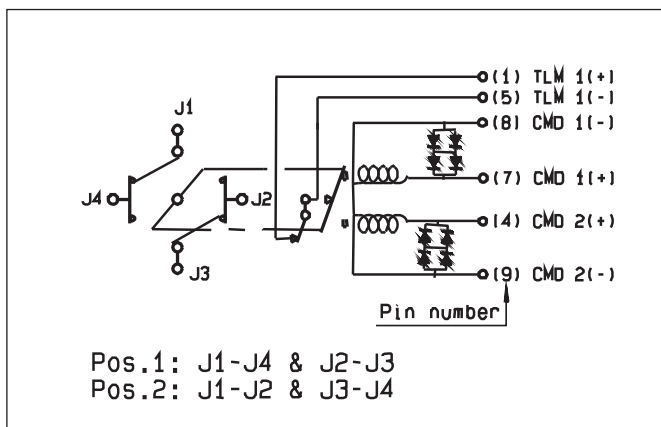 (1) TLM 1(+)
(5) TLM 1(-)
(8) CMD 1(-)
J1
(7) CMD 1(+)
J4
J2
(4) CMD 2(+)
J3
(9) CMD 2(-)
Pin number
Pos.1: J1-J4 & J2-J3
Pos.2: J1-J2 & J3-J4